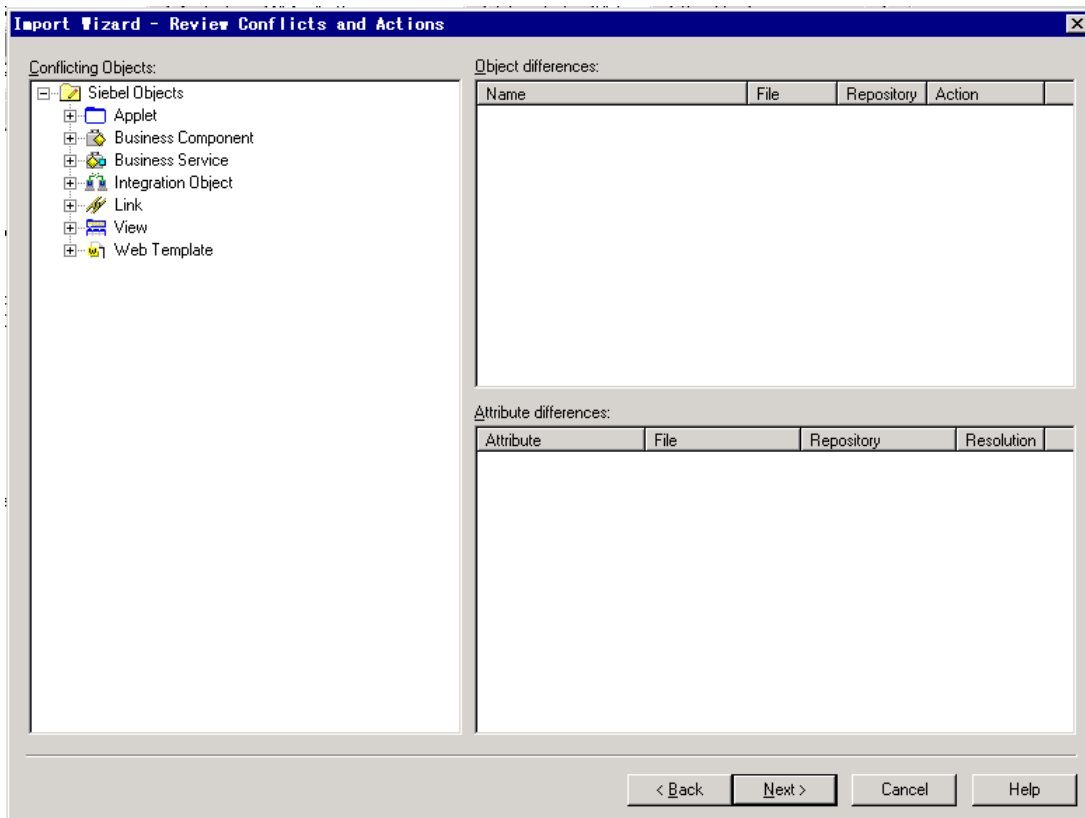 Import Wizard - Review Conflicts and Actions
Conflicting Objects:
Siebel Objects
Applet
Business Component
Business Service
Integration Object
Link
View
Web Template
Object differences:
Name File Repository Action
Attribute differences:
Attribute File Repository Resolution
< Back Next > Cancel Help